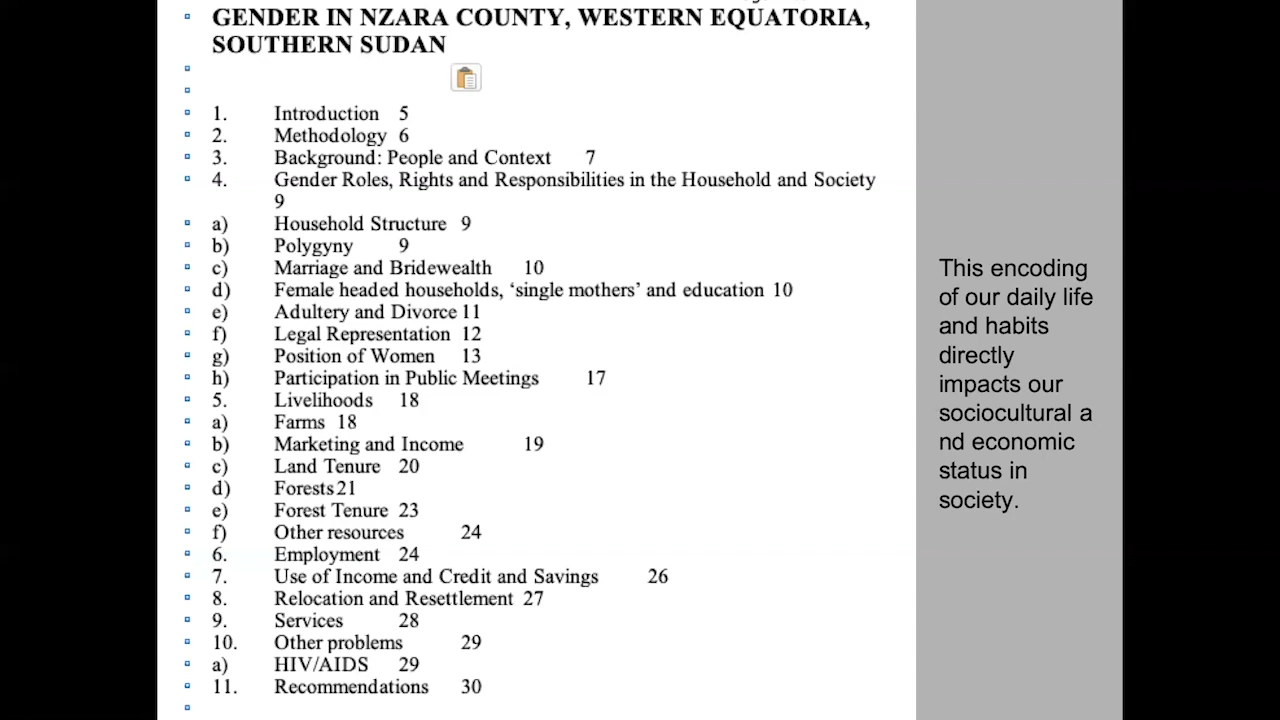 GENDER IN NZARA COUNTY, WESTERN EQUATORIA,
SOUTHERN SUDAN
1. Introduction 5
2. Methodology 6
3. Background: People and Context 7
4. Gender Roles, Rights and Responsibilities in the Household and Society
9
a) Household Structure 9
b) Polygyny 9
c) Marriage and Bridewealth 10
d) Female headed households, ‘single mothers’ and education 10
e) Adultery and Divorce 11
f) Legal Representation 12
g) Position of Women 13
h) Participation in Public Meetings 17
5. Livelihoods 18
a) Farms 18
b) Marketing and Income 19
c) Land Tenure 20
d) Forests 21
e) Forest Tenure 23
f) Other resources 24
6. Employment 24
7. Use of Income and Credit and Savings 26
8. Relocation and Resettlement 27
9. Services 28
10. Other problems 29
a) HIV/AIDS 29
11. Recommendations 30
This encoding
of our daily life
and habits
directly
impacts our
sociocultural a
nd economic
status in
society.